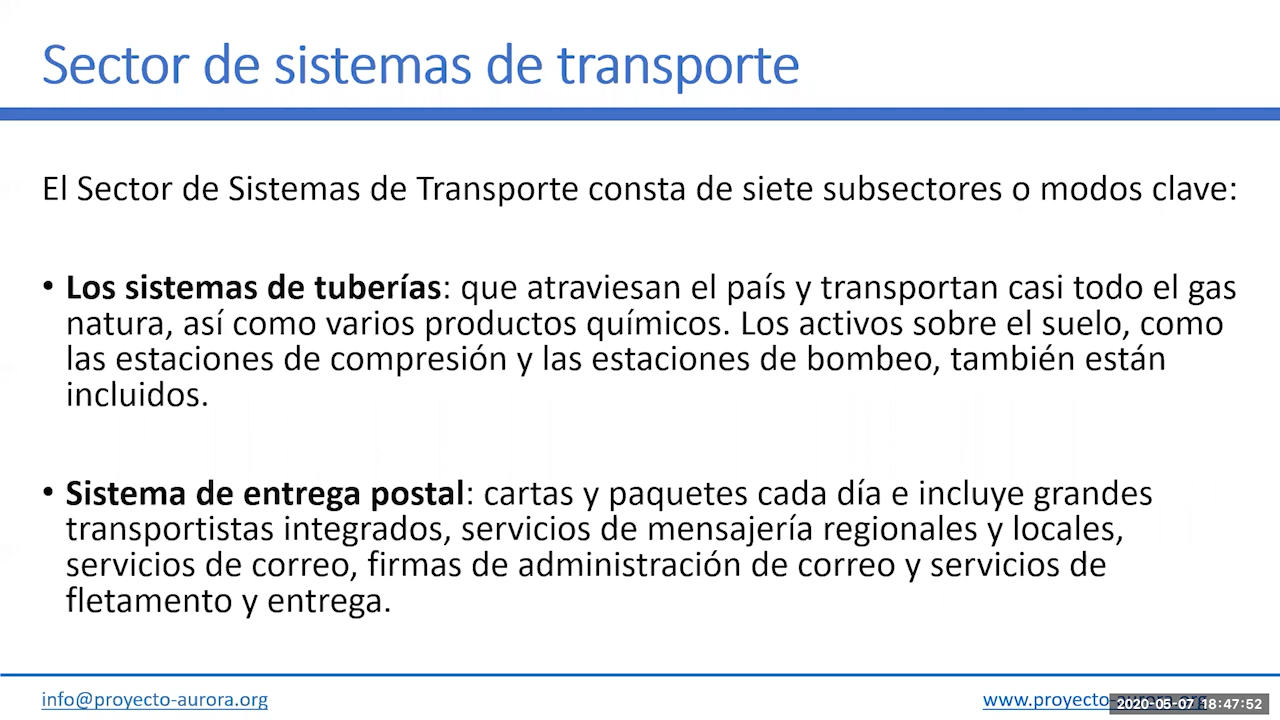 Sector de sistemas de transporte
El Sector de Sistemas de Transporte consta de siete subsectores o modos clave:
• Los sistemas de tuberías: que atraviesan el país y transportan casi todo el gas
natura, así como varios productos químicos. Los activos sobre el suelo, como
las estaciones de compresión y las estaciones de bombeo, también están
incluidos.
• Sistema de entrega postal: cartas y paquetes cada día e incluye grandes
transportistas integrados, servicios de mensajería regionales y locales,
servicios de correo, firmas de administración de correo y servicios de
fletamento y entrega.
info@proyecto-aurora.org
www.proyecto-aurora.org
2020-05-07 18:47:52